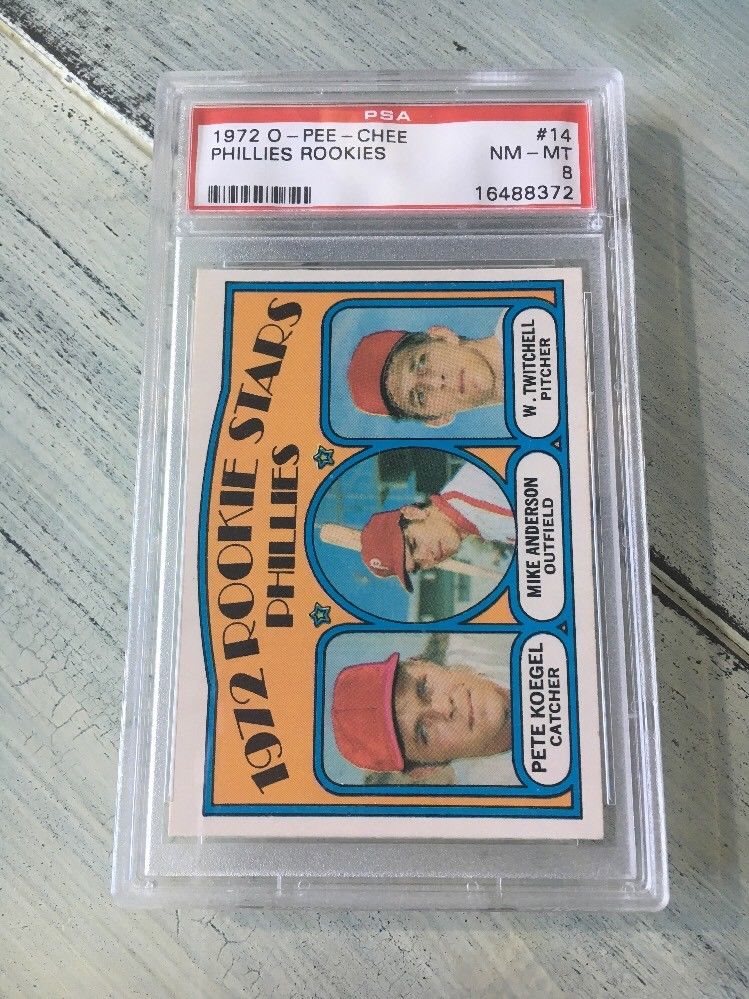 PSA
1972 O-PEE-CHEE #14
PHILLIES ROOKIES NM-MT
8
16488372
1972 ROOKIE STARS
PHILLIES
PETE KOEGEL
CATCHER
MIKE ANDERSON
OUTFIELD
W. TWITCHELL
PITCHER